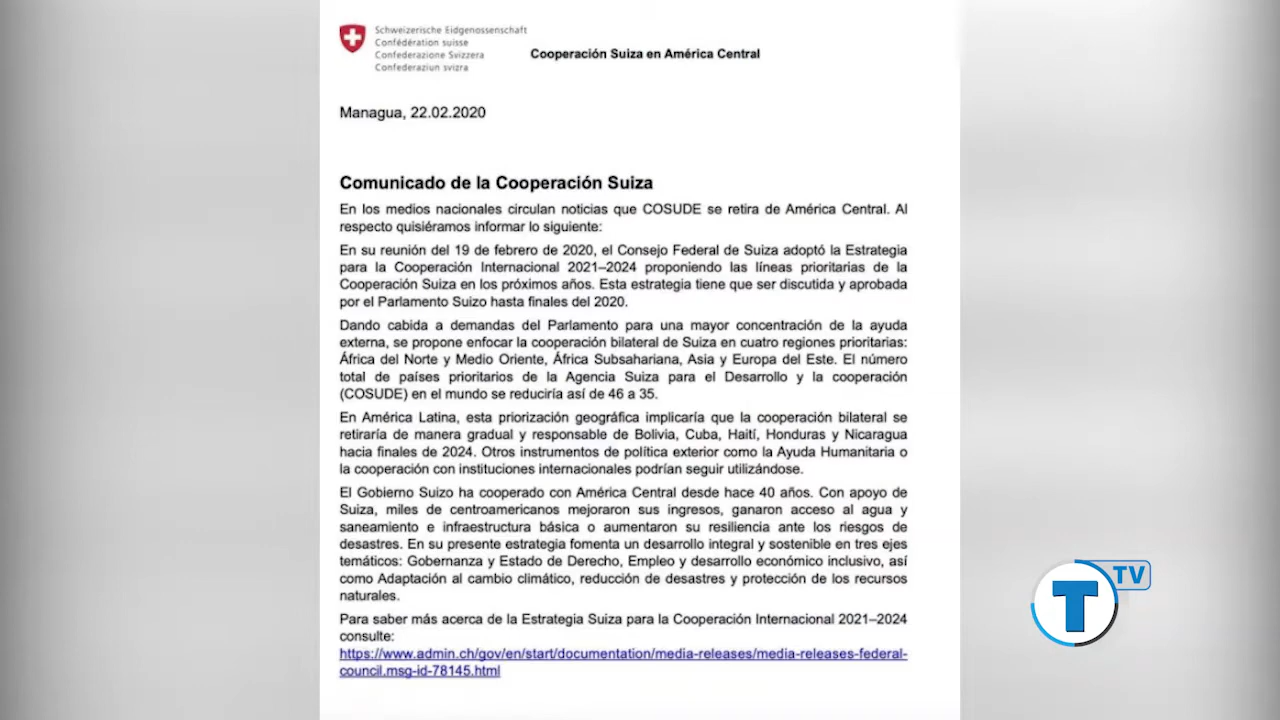 Schweizerische Eidgenossenschaft
Confédération suisse
Confederazione Svizzera
Confederaziun svizra
Cooperación Suiza en América Central
Managua, 22.02.2020
Comunicado de la Cooperación Suiza
En los medios nacionales circulan noticias que COSUDE se retira de América Central. Al
respecto quisiéramos informar lo siguiente:
En su reunión del 19 de febrero de 2020, el Consejo Federal de Suiza adoptó la Estrategia
para la Cooperación Internacional 2021–2024 proponiendo las líneas prioritarias de la
Cooperación Suiza en los próximos años. Esta estrategia tiene que ser discutida y aprobada
por el Parlamento Suizo hasta finales del 2020.
Dando cabida a demandas del Parlamento para una mayor concentración de la ayuda
externa, se propone enfocar la cooperación bilateral de Suiza en cuatro regiones prioritarias:
África del Norte y Medio Oriente, África Subsahariana, Asia y Europa del Este. El número
total de países prioritarios de la Agencia Suiza para el Desarrollo y la cooperación
(COSUDE) en el mundo se reduciría así de 46 a 35.
En América Latina, esta priorización geográfica implicaría que la cooperación bilateral se
retiraría de manera gradual y responsable de Bolivia, Cuba, Haití, Honduras y Nicaragua
hacia finales de 2024. Otros instrumentos de política exterior como la Ayuda Humanitaria o
la cooperación con instituciones internacionales podrían seguir utilizándose.
El Gobierno Suizo ha cooperado con América Central desde hace 40 años. Con apoyo de
Suiza, miles de centroamericanos mejoraron sus ingresos, ganaron acceso al agua y
saneamiento e infraestructura básica o aumentaron su resiliencia ante los riesgos de
desastres. En su presente estrategia fomenta un desarrollo integral y sostenible en tres ejes
temáticos: Gobernanza y Estado de Derecho, Empleo y desarrollo económico inclusivo, así
como Adaptación al cambio climático, reducción de desastres y protección de los recursos
naturales.
Para saber más acerca de la Estrategia Suiza para la Cooperación Internacional 2021–2024
consulte:
https://www.admin.ch/gov/en/start/documentation/media-releases/media-releases-federal-
council.msg-id-78145.html
T TV